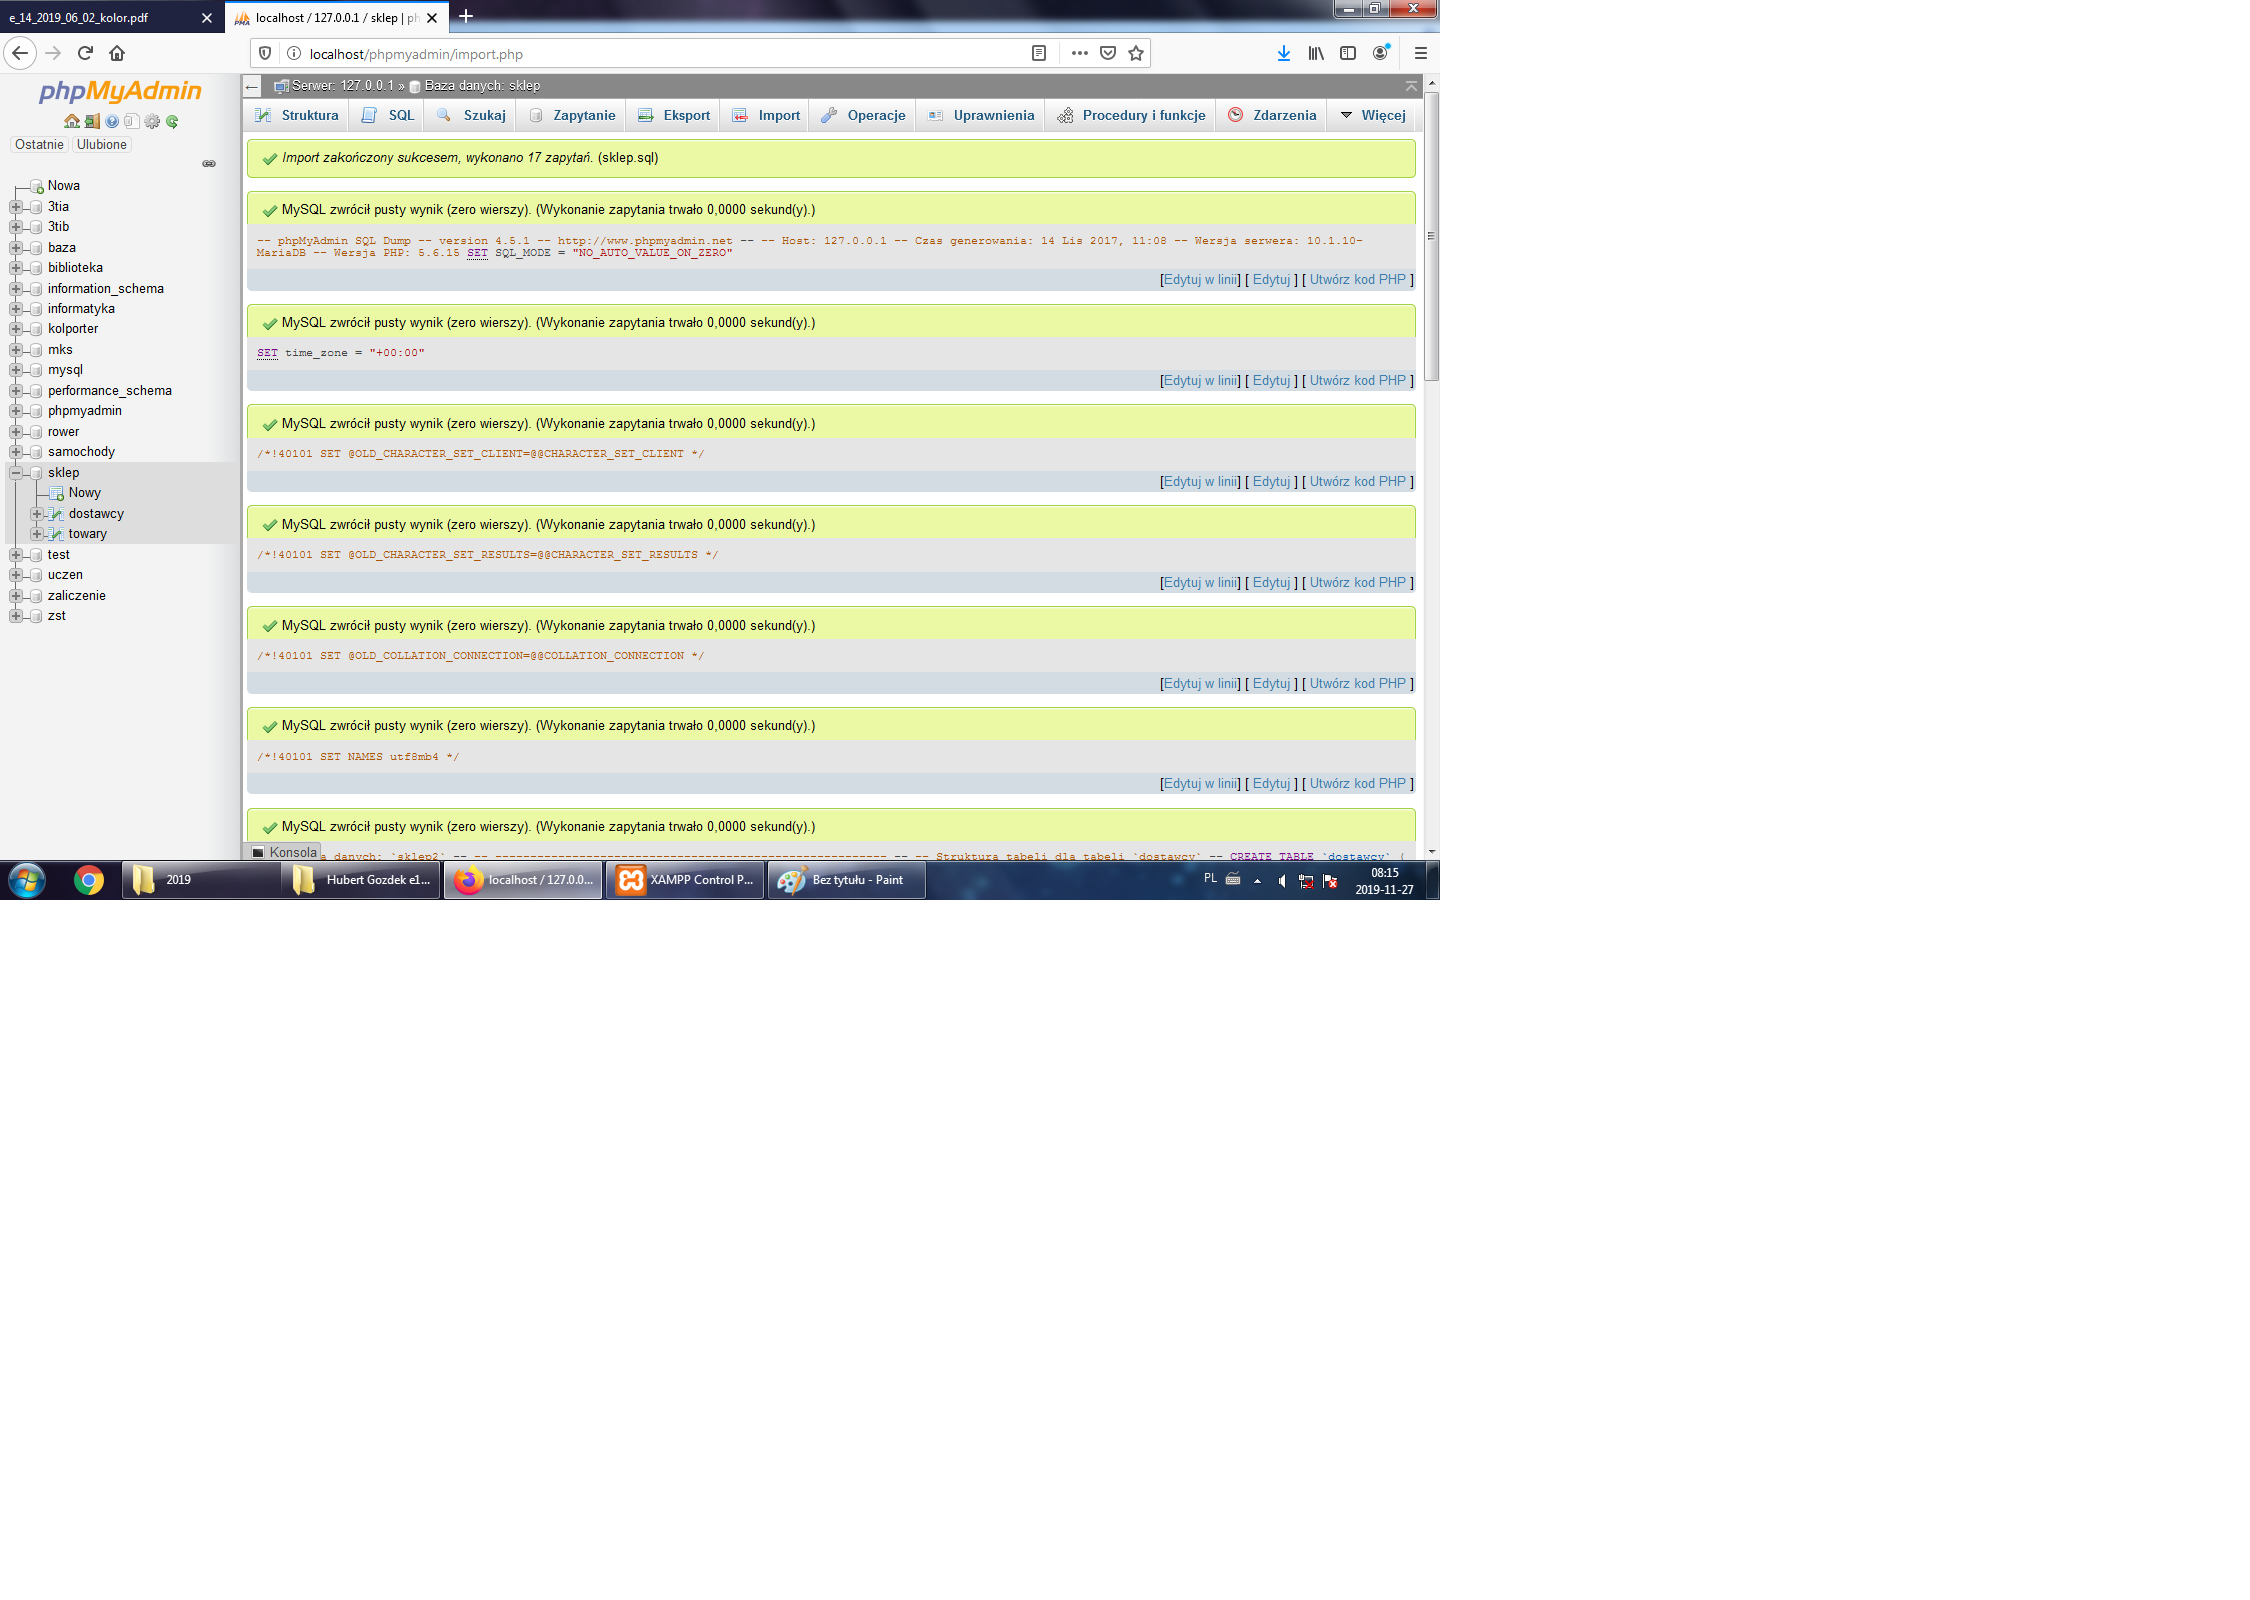 e_14_2019_06_02_kolor.pdf
localhost / 127.0.0.1 / sklep | ph
localhost/phpmyadmin/import.php
phpMyAdmin
Ostatnie Ulubione
Nowa
3tia
3tib
baza
biblioteka
information_schema
informatyka
kolporter
mks
mysql
performance_schema
phpmyadmin
rower
samochody
sklep
Nowy
dostawcy
towary
test
uczen
zaliczenie
zst
Serwer: 127.0.0.1 » Baza danych: sklep
Struktura SQL Szukaj Zapytanie Eksport Import Operacje Uprawnienia Procedury i funkcje Zdarzenia Więcej
Import zakończony sukcesem, wykonano 17 zapytań. (sklep.sql)
MySQL zwrócił pusty wynik (zero wierszy). (Wykonanie zapytania trwało 0,0000 sekund(y).)
-- phpMyAdmin SQL Dump -- version 4.5.1 -- http://www.phpmyadmin.net -- -- Host: 127.0.0.1 -- Czas generowania: 14 Lis 2017, 11:08 -- Wersja serwera: 10.1.10-
MariaDB -- Wersja PHP: 5.6.15 SET SQL_MODE = "NO_AUTO_VALUE_ON_ZERO"
[Edytuj w linii] [ Edytuj ] [ Utwórz kod PHP ]
MySQL zwrócił pusty wynik (zero wierszy). (Wykonanie zapytania trwało 0,0000 sekund(y).)
SET time_zone = "+00:00"
[Edytuj w linii] [ Edytuj ] [ Utwórz kod PHP ]
MySQL zwrócił pusty wynik (zero wierszy). (Wykonanie zapytania trwało 0,0000 sekund(y).)
/*!40101 SET @OLD_CHARACTER_SET_CLIENT=@@CHARACTER_SET_CLIENT */
[Edytuj w linii] [ Edytuj ] [ Utwórz kod PHP ]
MySQL zwrócił pusty wynik (zero wierszy). (Wykonanie zapytania trwało 0,0000 sekund(y).)
/*!40101 SET @OLD_CHARACTER_SET_RESULTS=@@CHARACTER_SET_RESULTS */
[Edytuj w linii] [ Edytuj ] [ Utwórz kod PHP ]
MySQL zwrócił pusty wynik (zero wierszy). (Wykonanie zapytania trwało 0,0000 sekund(y).)
/*!40101 SET @OLD_COLLATION_CONNECTION=@@COLLATION_CONNECTION */
[Edytuj w linii] [ Edytuj ] [ Utwórz kod PHP ]
MySQL zwrócił pusty wynik (zero wierszy). (Wykonanie zapytania trwało 0,0000 sekund(y).)
/*!40101 SET NAMES utf8mb4 */
[Edytuj w linii] [ Edytuj ] [ Utwórz kod PHP ]
MySQL zwrócił pusty wynik (zero wierszy). (Wykonanie zapytania trwało 0,0000 sekund(y).)
a danych: `sklep2` -- -- -------------------------------------------------------- -- -- Struktura tabeli dla tabeli `dostawcy` -- CREATE TABLE `dostawcy` (
Konsola
2019
Hubert Gozdek e1...
localhost / 127.0.0...
XAMPP Control P...
Bez tytułu - Paint
PL
08:15
2019-11-27